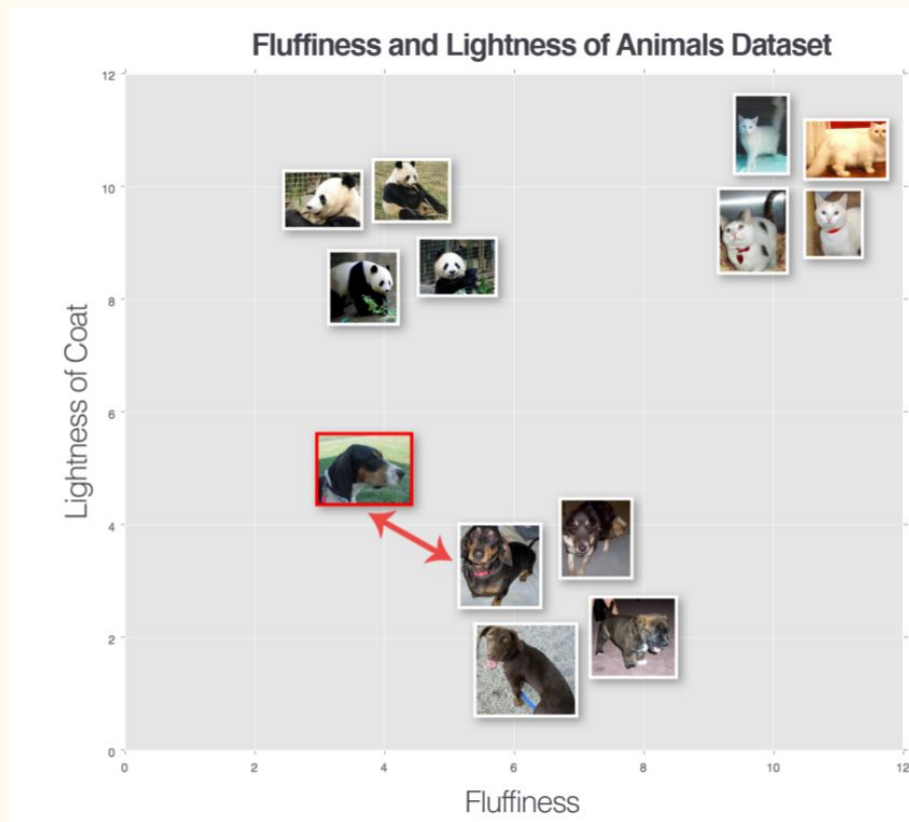 Fluffiness and Lightness of Animals Dataset
12
10
8
6
4
2
0
Lightness of Coat
0 2 4 6 8 10 12
Fluffiness